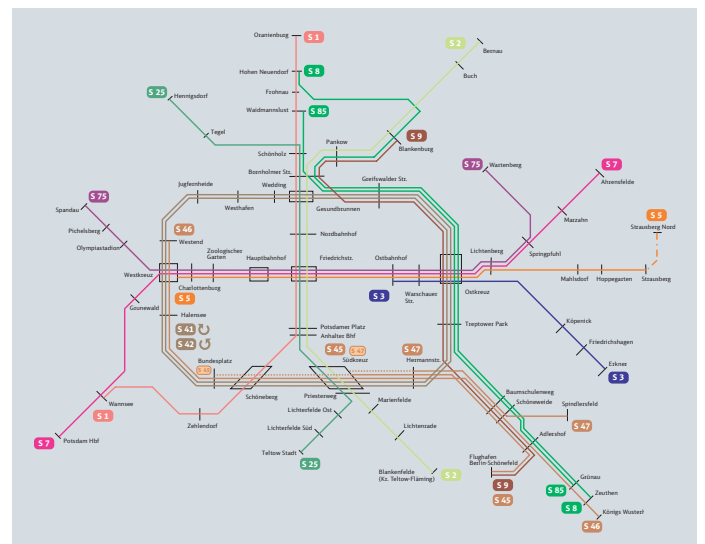 Oranienburg
S 1
S 2
Bernau
Hohen Neuendorf
S 8
Buch
S 25
Hennigsdorf
Frohnau
Waidmannslust
S 85
Tegel
S 9
Pankow
Blankenburg
Schönholz
S 75
Wartenberg
S 7
Ahrensfelde
Bornholmer Str.
Jugfernheide
Wedding
Greifswalder Str.
S 75
Westhafen
Gesundbrunnen
Marzahn
S 5
Spandau
Strausberg Nord
Pichelsberg
S 46
Nordbahnhof
Westend
Olympiastadion
Zoologischer
Garten
Hauptbahnhof
Friedrichstr.
Ostbahnhof
Lichtenberg
Springpfuhl
Westkreuz
Mahlsdorf
Hoppegarten
Strausberg
Charlottenburg
S 5
S 3
Warschauer
Str.
Ostkreuz
Grunewald
Halensee
S 41
S 42
Potsdamer Platz
Anhalter Bhf
Treptower Park
Köpenick
S 45
S 47
S 47
Friedrichshagen
Bundesplatz
Südkreuz
Hermannstr.
S 45
Erkner
S 3
Schöneberg
Priesterweg
Baumschulenweg
Wannsee
Marienfelde
Schöneweide
Spindlersfeld
S 1
Lichterfelde Ost
S 47
Zehlendorf
Lichterfelde Süd
Lichtenrade
Adlershof
S 7
Potsdam Hbf
Teltow Stadt
S 25
Flughafen
Berlin-Schönefeld
Blankenfelde
(Kr. Teltow-Fläming)
S 2
S 9
S 45
Grünau
S 85
Zeuthen
S 8
Königs Wusterf
S 46